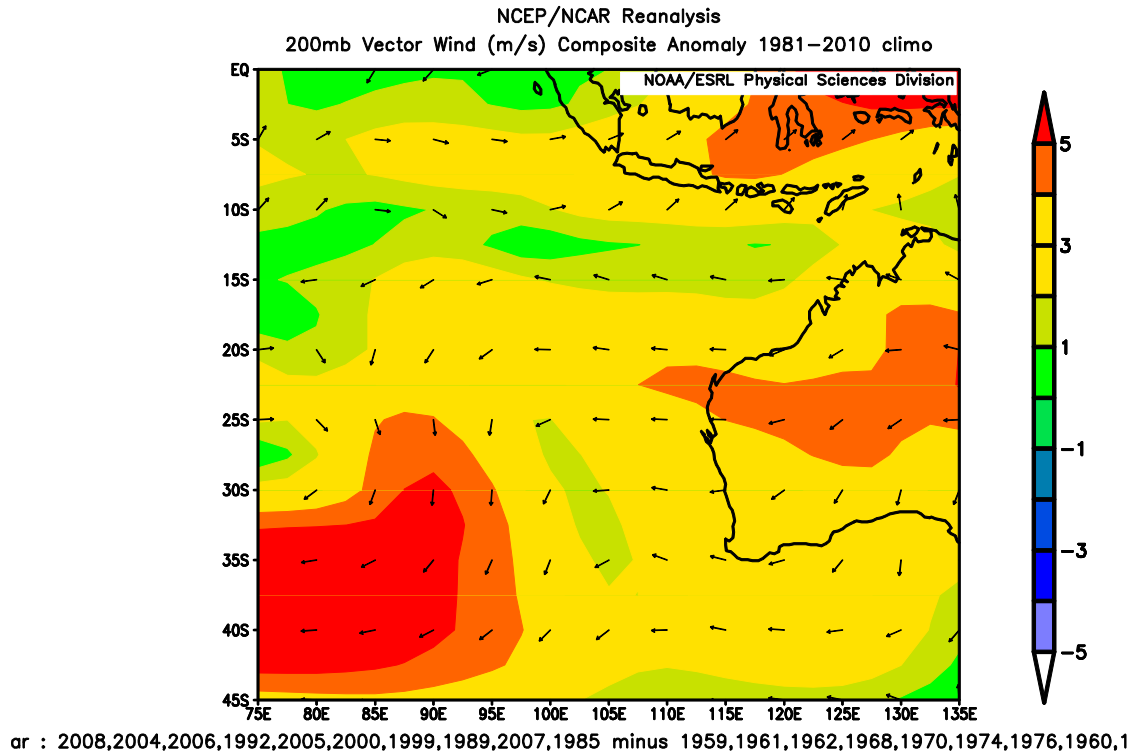 NCEP/NCAR Reanalysis
200mb Vector Wind (m/s) Composite Anomaly 1981-2010 climo
NOAA/ESRL Physical Sciences Division
EQ
5S
10S
15S
20S
25S
30S
35S
40S
45S
75E 80E 85E 90E 95E 100E 105E 110E 115E 120E 125E 130E 135E
5
3
1
-1
-3
-5
ar : 2008,2004,2006,1992,2005,2000,1999,1989,2007,1985 minus 1959,1961,1962,1968,1970,1974,1976,1960,1